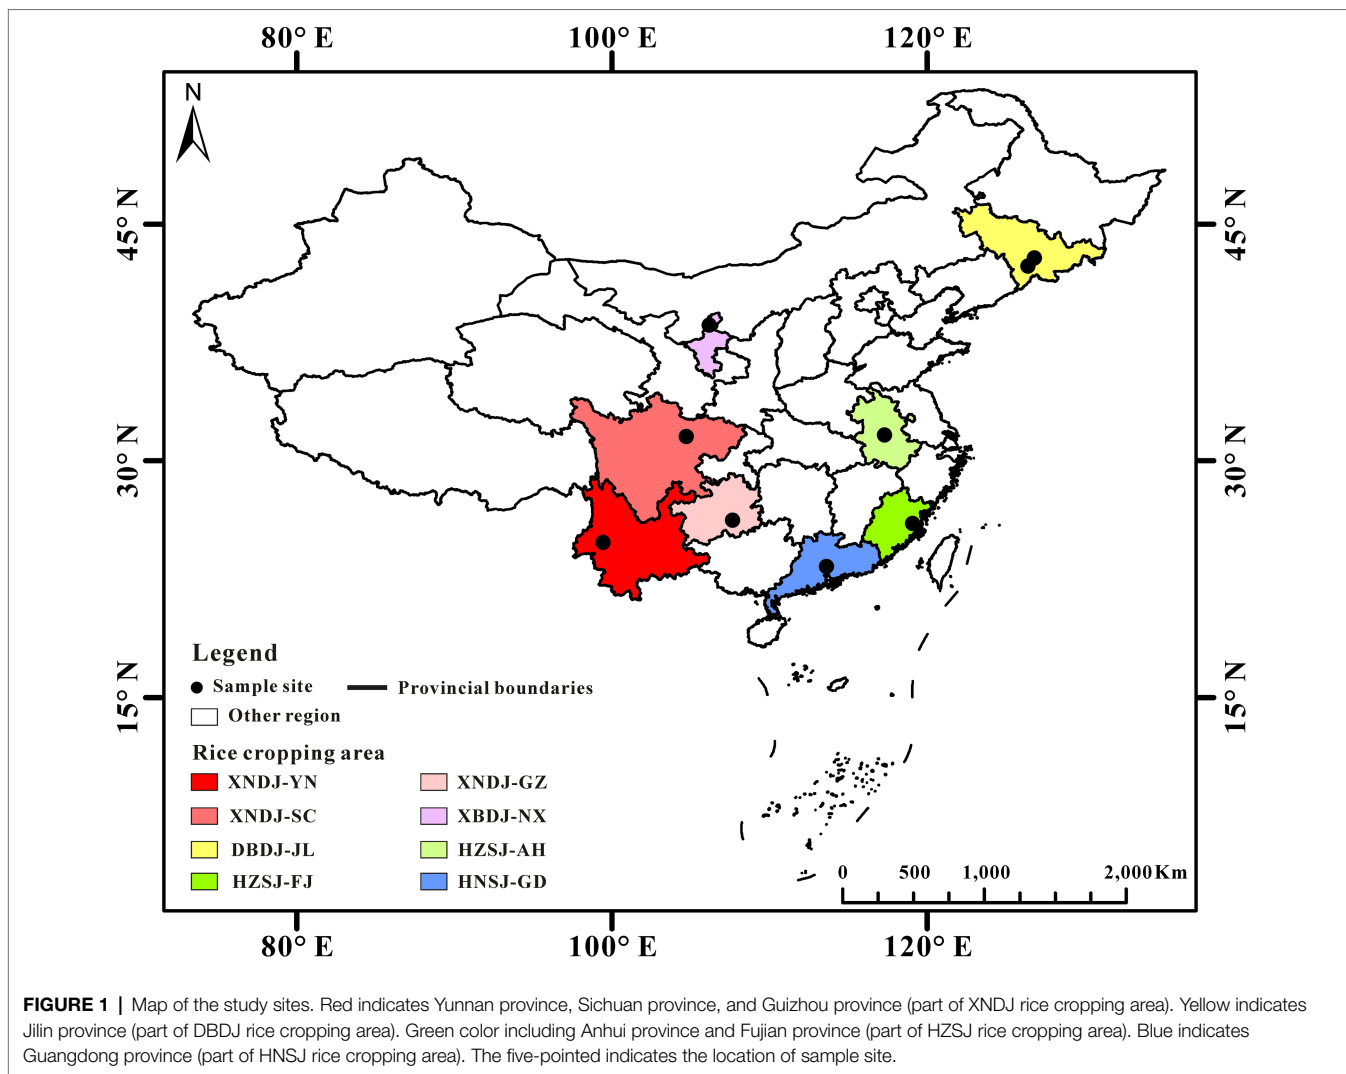 80° E 100° E 120° E
N
45° N 45° N
30° N 30° N
15° N 15° N
Legend
Sample site Provincial boundaries
Other region
Rice cropping area
XNDJ-YN XNDJ-GZ
XNDJ-SC XBDJ-NX
DBDJ-JL HZSJ-AH
HZSJ-FJ HNSJ-GD
0 500 1,000 2,000 Km
80° E 100° E 120° E
FIGURE 1 | Map of the study sites. Red indicates Yunnan province, Sichuan province, and Guizhou province (part of XNDJ rice cropping area). Yellow indicates
Jilin province (part of DBDJ rice cropping area). Green color including Anhui province and Fujian province (part of HZSJ rice cropping area). Blue indicates
Guangdong province (part of HNSJ rice cropping area). The five-pointed indicates the location of sample site.